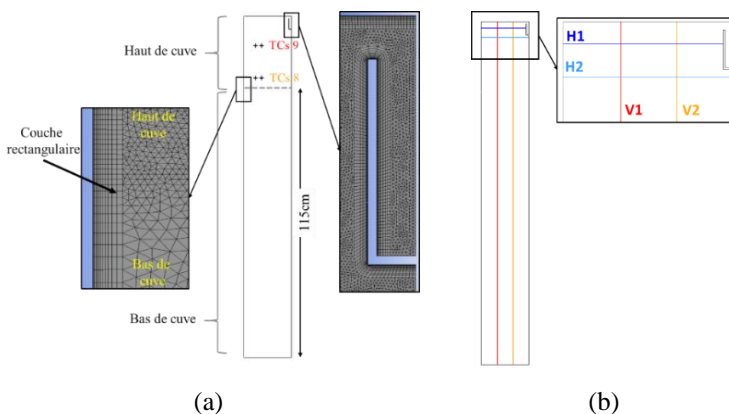 Haut de cuve
++ TCs 9
++ TCs 8
Haut de
cuve
Couche
rectangulaire
Bas de
cuve
115cm
Bas de cuve
(a)
H1
H2
V1
V2
(b)